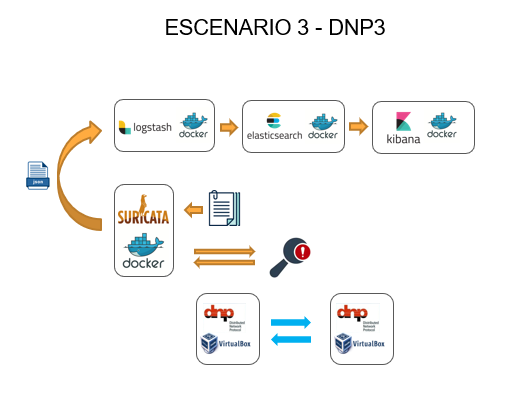 ESCENARIO 3 - DNP3
logstash
docker
elasticsearch
docker
kibana
docker
json
SURICATA
docker
dnp
Distributed
Network
Protocol
VirtualBox
dnp
Distributed
Network
Protocol
VirtualBox